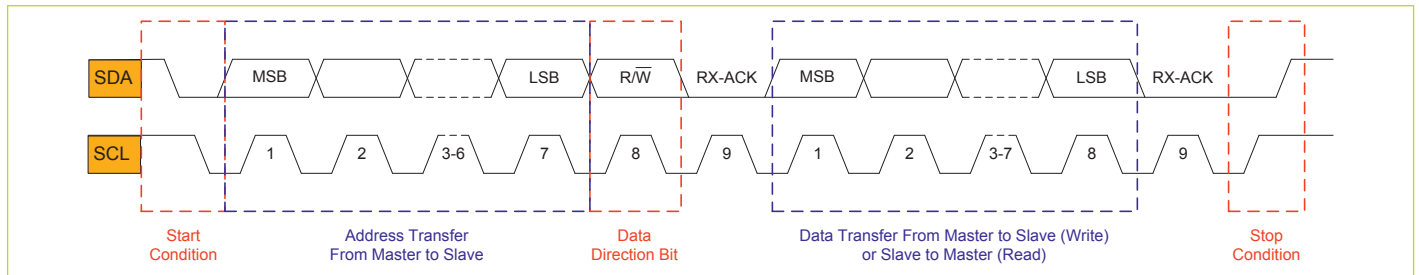 SDA MSB LSB R/W̅ RX-ACK MSB LSB RX-ACK
SCL 1 2 3-6 7 8 9 1 2 3-7 8 9
Start
Condition
Address Transfer
From Master to Slave
Data
Direction Bit
Data Transfer From Master to Slave (Write)
or Slave to Master (Read)
Stop
Condition